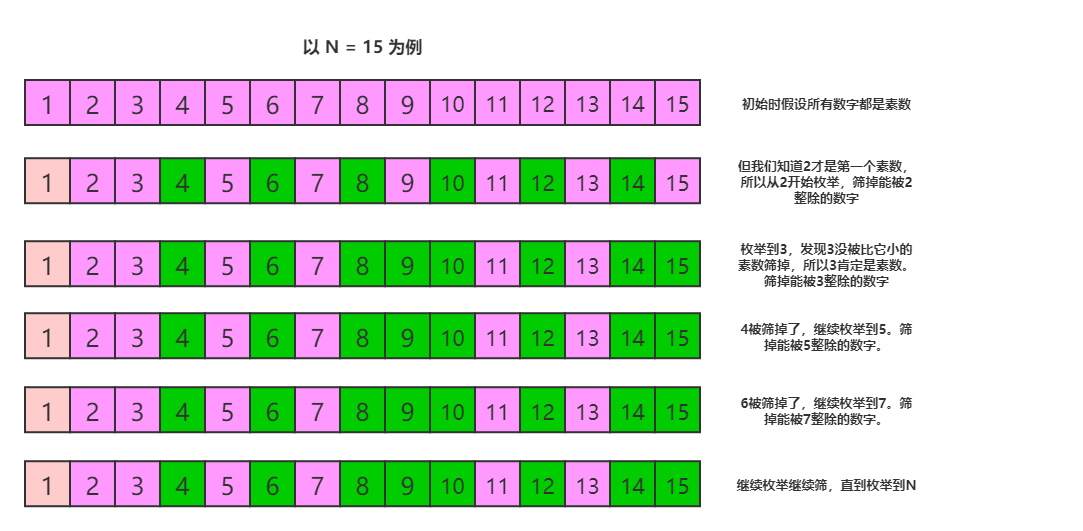 以 N = 15 为例
1 2 3 4 5 6 7 8 9 10 11 12 13 14 15
初始时假设所有数字都是素数
1 2 3 4 5 6 7 8 9 10 11 12 13 14 15
但我们知道2才是第一个素数，
所以从2开始枚举，筛掉能被2
整除的数字
1 2 3 4 5 6 7 8 9 10 11 12 13 14 15
枚举到3，发现3没被比它小的
素数筛掉，所以3肯定是素数。
筛掉能被3整除的数字
1 2 3 4 5 6 7 8 9 10 11 12 13 14 15
4被筛掉了，继续枚举到5。筛
掉能被5整除的数字。
1 2 3 4 5 6 7 8 9 10 11 12 13 14 15
6被筛掉了，继续枚举到7。筛
掉能被7整除的数字。
1 2 3 4 5 6 7 8 9 10 11 12 13 14 15
继续枚举继续筛，直到枚举到N